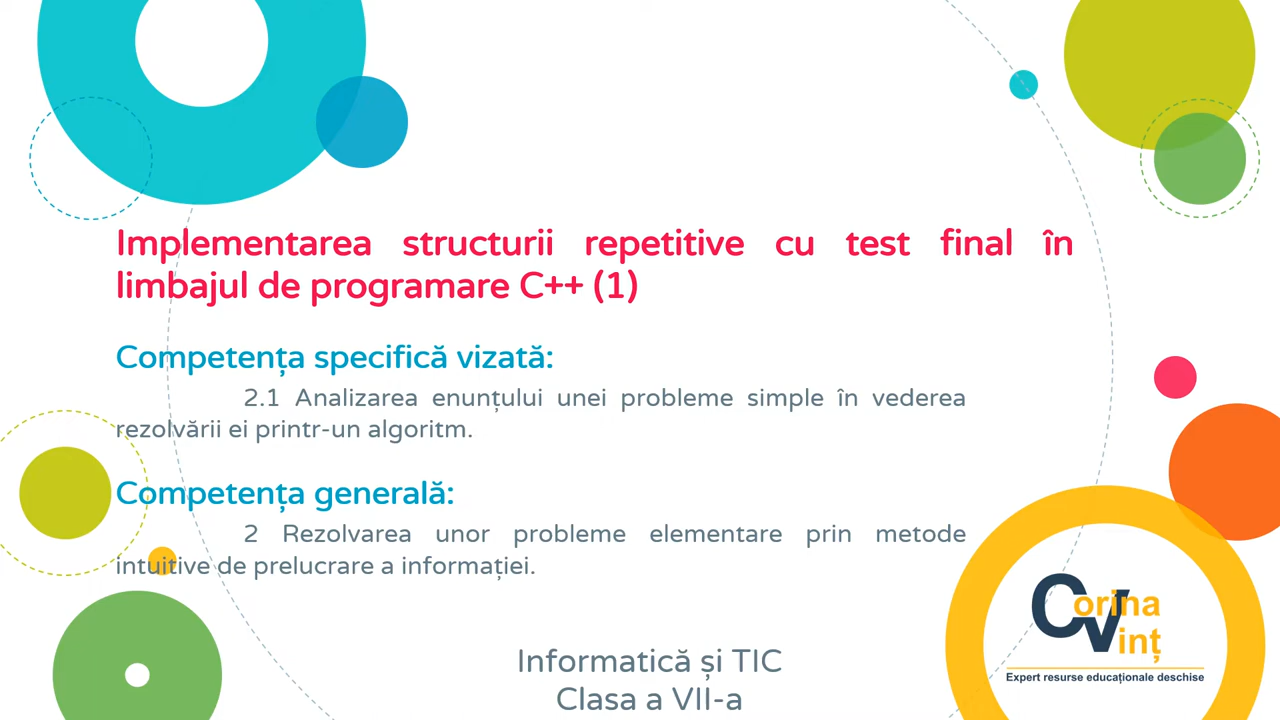 Implementarea structurii repetitive cu test final în
limbajul de programare C++ (1)
Competența specifică vizată:
2.1 Analizarea enunțului unei probleme simple în vederea
rezolvării ei printr-un algoritm.
Competența generală:
2 Rezolvarea unor probleme elementare prin metode
intuitive de prelucrare a informației.
Informatică și TIC
Clasa a VII-a
Corina
Vinț
Expert resurse educaționale deschise